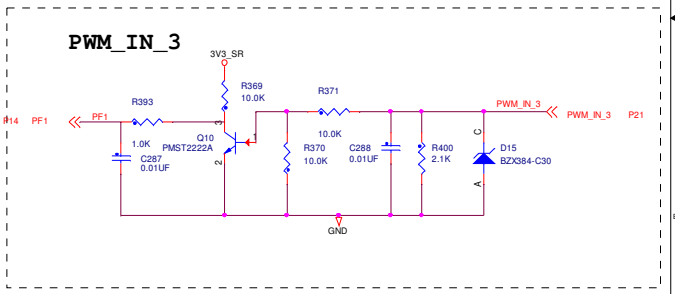 PWM_IN_3
3V3_SR
R369
10.0K
R371
10.0K
R393
1.0K
P14 PF1
PF1
3
Q10
PMST2222A
1
2
C287
0.01UF
R370
10.0K
C288
0.01UF
R400
2.1K
C
D15
BZX384-C30
A
PWM_IN_3
PWM_IN_3 P21
GND